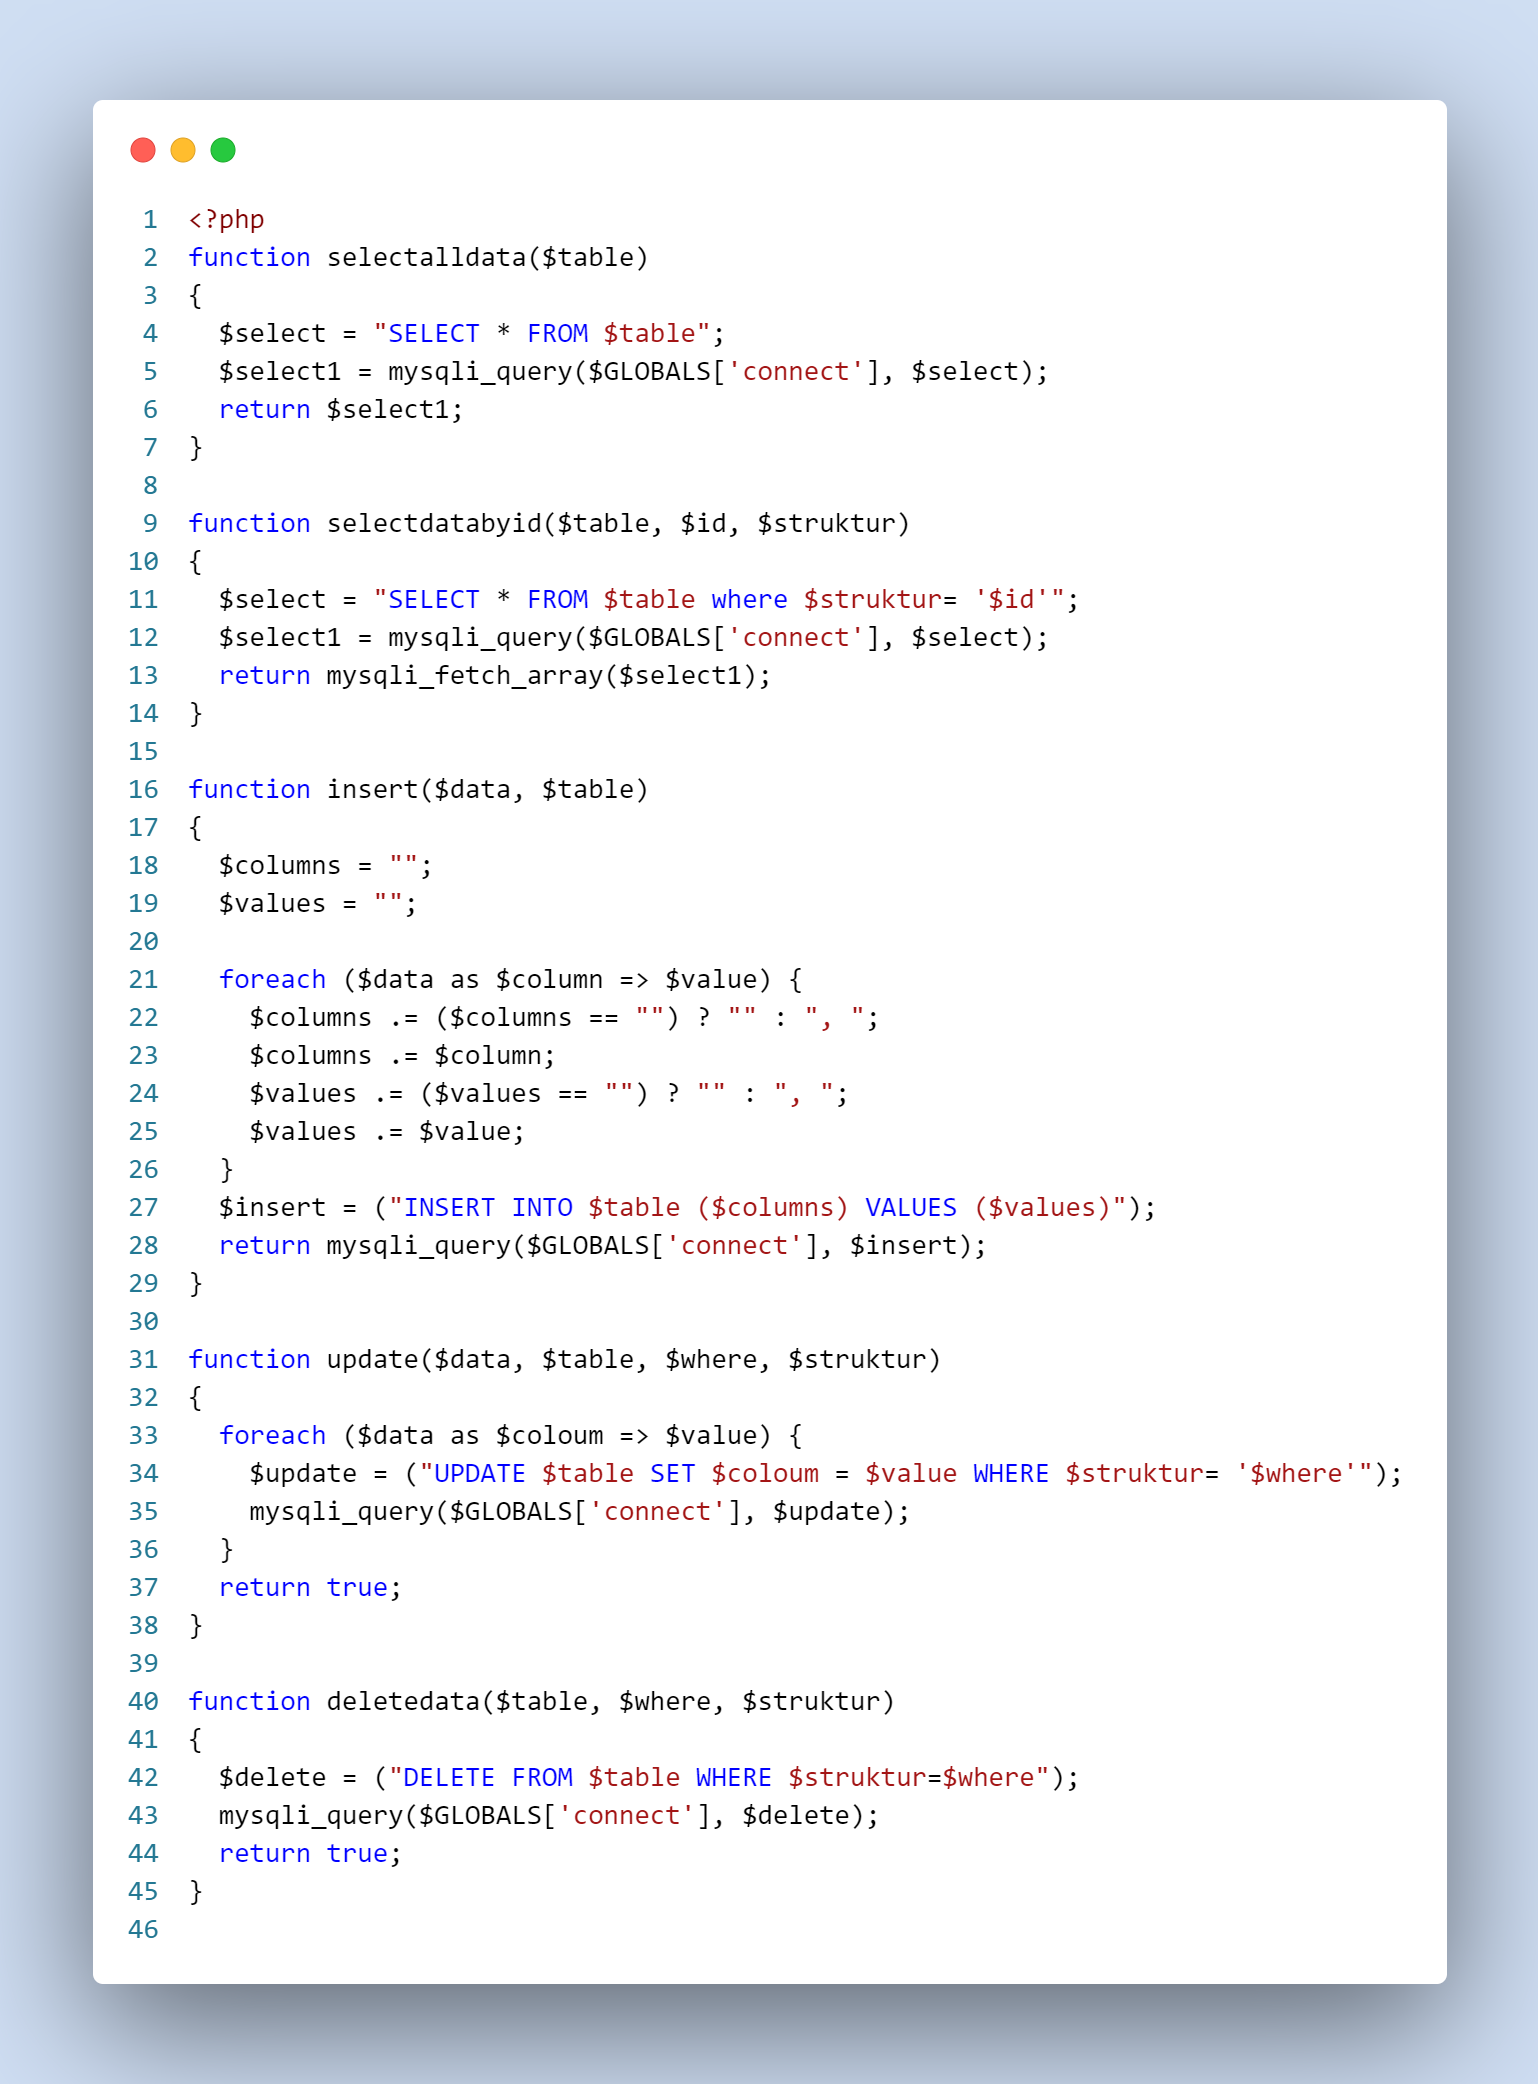 1 <?php
2 function selectalldata($table)
3 {
4   $select = "SELECT * FROM $table";
5   $select1 = mysqli_query($GLOBALS['connect'], $select);
6   return $select1;
7 }
8
9 function selectdatabyid($table, $id, $struktur)
10 {
11   $select = "SELECT * FROM $table where $struktur= '$id'";
12   $select1 = mysqli_query($GLOBALS['connect'], $select);
13   return mysqli_fetch_array($select1);
14 }
15
16 function insert($data, $table)
17 {
18   $columns = "";
19   $values = "";
20
21   foreach ($data as $column => $value) {
22     $columns .= ($columns == "") ? "" : ", ";
23     $columns .= $column;
24     $values .= ($values == "") ? "" : ", ";
25     $values .= $value;
26   }
27   $insert = ("INSERT INTO $table ($columns) VALUES ($values)");
28   return mysqli_query($GLOBALS['connect'], $insert);
29 }
30
31 function update($data, $table, $where, $struktur)
32 {
33   foreach ($data as $coloum => $value) {
34     $update = ("UPDATE $table SET $coloum = $value WHERE $struktur= '$where'");
35     mysqli_query($GLOBALS['connect'], $update);
36   }
37   return true;
38 }
39
40 function deletedata($table, $where, $struktur)
41 {
42   $delete = ("DELETE FROM $table WHERE $struktur=$where");
43   mysqli_query($GLOBALS['connect'], $delete);
44   return true;
45 }
46